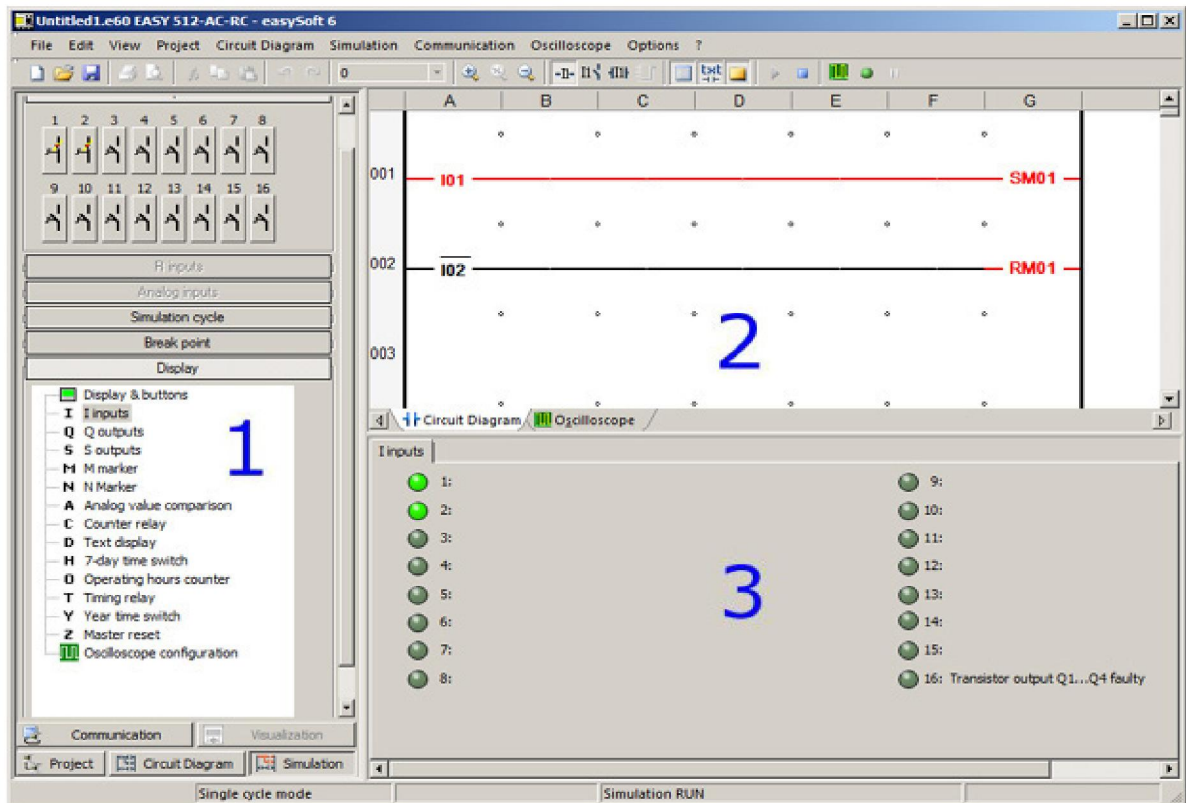 Untitled1.e60 EASY 512-AC-RC - easySoft 6
File Edit View Project Circuit Diagram Simulation Communication Oscilloscope Options ?
0
txt
1 2 3 4 5 6 7 8
9 10 11 12 13 14 15 16
R inputs
Analog inputs
Simulation cycle
Break point
Display
Display & buttons
I I inputs
Q Q outputs
S S outputs
M M marker
N N Marker
A Analog value comparison
C Counter relay
D Text display
H 7-day time switch
O Operating hours counter
T Timing relay
Y Year time switch
Z Master reset
Oscilloscope configuration
1
Communication Visualization
Project Circuit Diagram Simulation
A B C D E F G
001 I01 SM01
002 I02 RM01
003
2
Circuit Diagram Oscilloscope
I inputs
1: 9:
2: 10:
3: 11:
4: 12:
5: 13:
6: 14:
7: 15:
8: 16: Transistor output Q1...Q4 faulty
3
Single cycle mode Simulation RUN